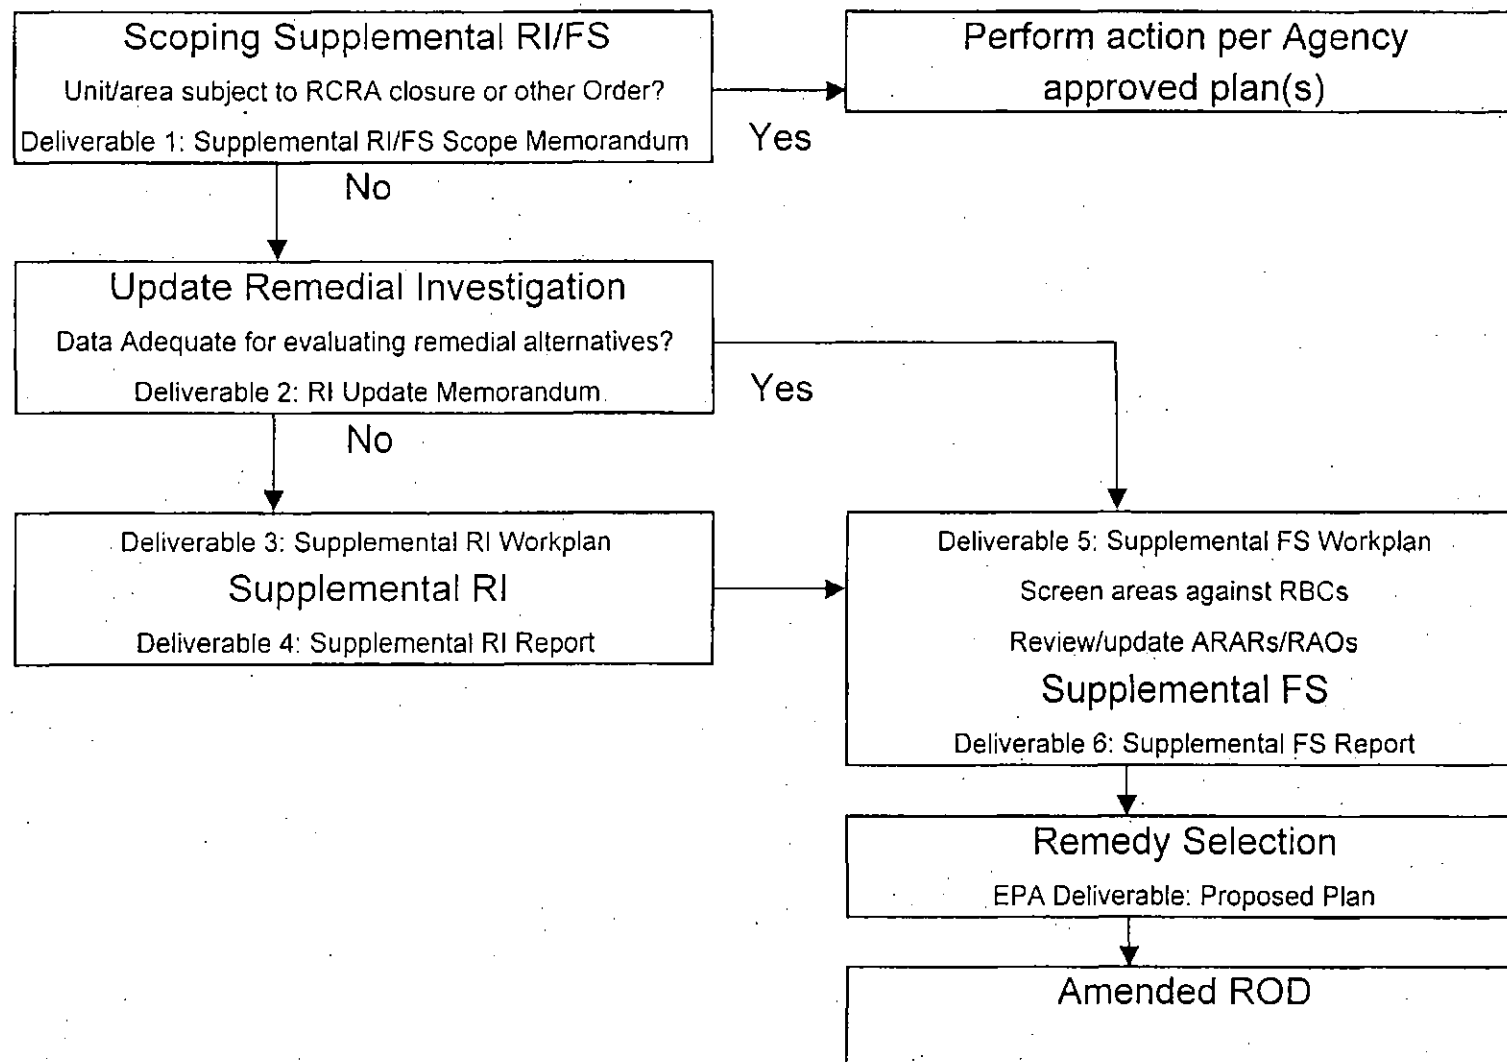 Scoping Supplemental RI/FS
Unit/area subject to RCRA closure or other Order?
Deliverable 1: Supplemental RI/FS Scope Memorandum
Perform action per Agency
approved plan(s)
Yes
No
Update Remedial Investigation
Data Adequate for evaluating remedial alternatives?
Deliverable 2: RI Update Memorandum
Yes
No
Deliverable 3: Supplemental RI Workplan
Supplemental RI
Deliverable 4: Supplemental RI Report
Deliverable 5: Supplemental FS Workplan
Screen areas against RBCs
Review/update ARARs/RAOs
Supplemental FS
Deliverable 6: Supplemental FS Report
Remedy Selection
EPA Deliverable: Proposed Plan
Amended ROD